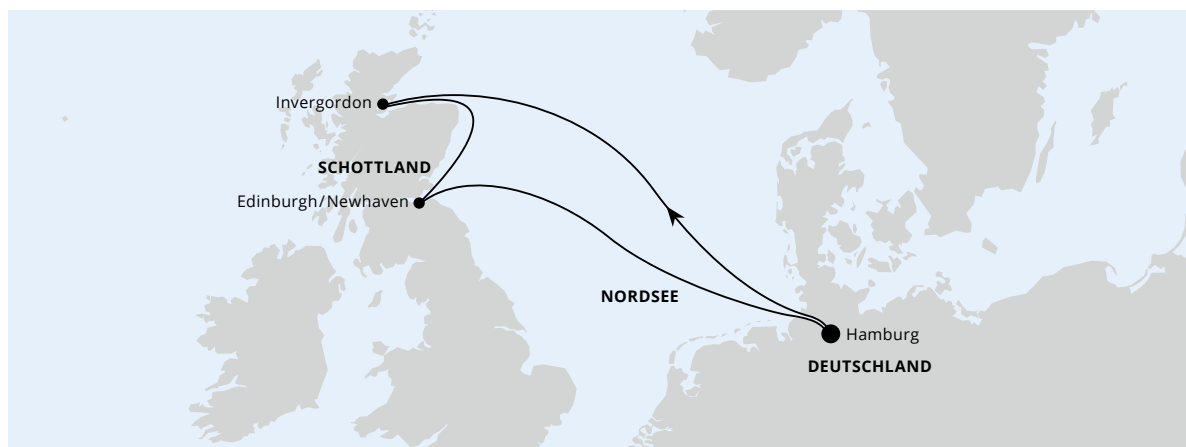 Invergordon
SCHOTTLAND
Edinburgh/Newhaven
NORDSEE
Hamburg
DEUTSCHLAND